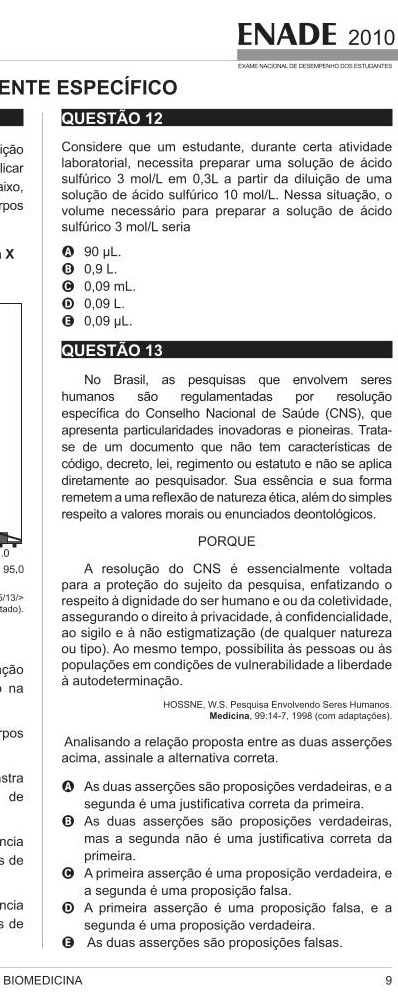 ENADE 2010
EXAME NACIONAL DE DESEMPENHO DOS ESTUDANTES
ENTE ESPECÍFICO
ição
licar
aixo,
rpos
X
.0
95,0
5/13/>
tado).
ação
na
rpos
stra
de
ncia
s de
ncia
s de
QUESTÃO 12
Considere que um estudante, durante certa atividade
laboratorial, necessita preparar uma solução de ácido
sulfúrico 3 mol/L em 0,3L a partir da diluição de uma
solução de ácido sulfúrico 10 mol/L. Nessa situação, o
volume necessário para preparar a solução de ácido
sulfúrico 3 mol/L seria
A 90 µL.
B 0,9 L.
C 0,09 mL.
D 0,09 L.
E 0,09 µL.
QUESTÃO 13
No Brasil, as pesquisas que envolvem seres
humanos são regulamentadas por resolução
específica do Conselho Nacional de Saúde (CNS), que
apresenta particularidades inovadoras e pioneiras. Trata-
se de um documento que não tem características de
código, decreto, lei, regimento ou estatuto e não se aplica
diretamente ao pesquisador. Sua essência e sua forma
remetem a uma reflexão de natureza ética, além do simples
respeito a valores morais ou enunciados deontológicos.
PORQUE
A resolução do CNS é essencialmente voltada
para a proteção do sujeito da pesquisa, enfatizando o
respeito à dignidade do ser humano e ou da coletividade,
assegurando o direito à privacidade, à confidencialidade,
ao sigilo e à não estigmatização (de qualquer natureza
ou tipo). Ao mesmo tempo, possibilita às pessoas ou às
populações em condições de vulnerabilidade a liberdade
à autodeterminação.
HOSSNE, W.S. Pesquisa Envolvendo Seres Humanos.
Medicina, 99:14-7, 1998 (com adaptações).
Analisando a relação proposta entre as duas asserções
acima, assinale a alternativa correta.
A As duas asserções são proposições verdadeiras, e a
segunda é uma justificativa correta da primeira.
B As duas asserções são proposições verdadeiras,
mas a segunda não é uma justificativa correta da
primeira.
C A primeira asserção é uma proposição verdadeira, e
a segunda é uma proposição falsa.
D A primeira asserção é uma proposição falsa, e a
segunda é uma proposição verdadeira.
E As duas asserções são proposições falsas.
BIOMEDICINA 9